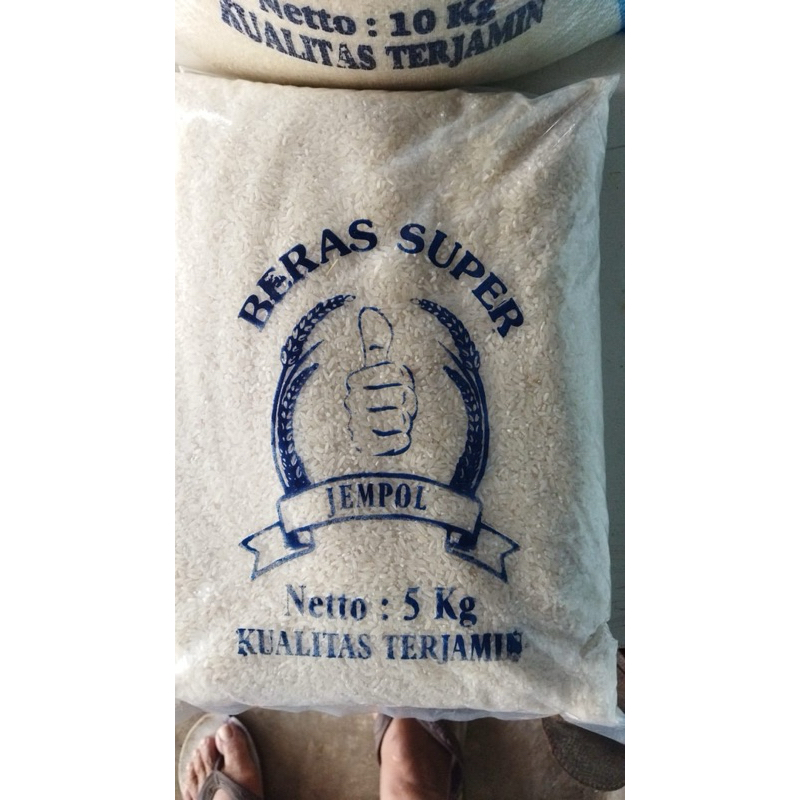 Netto : 10 Kg
KUALITAS TERJAMIN
BERAS SUPER
JEMPOL
Netto : 5 Kg
KUALITAS TERJAMIN